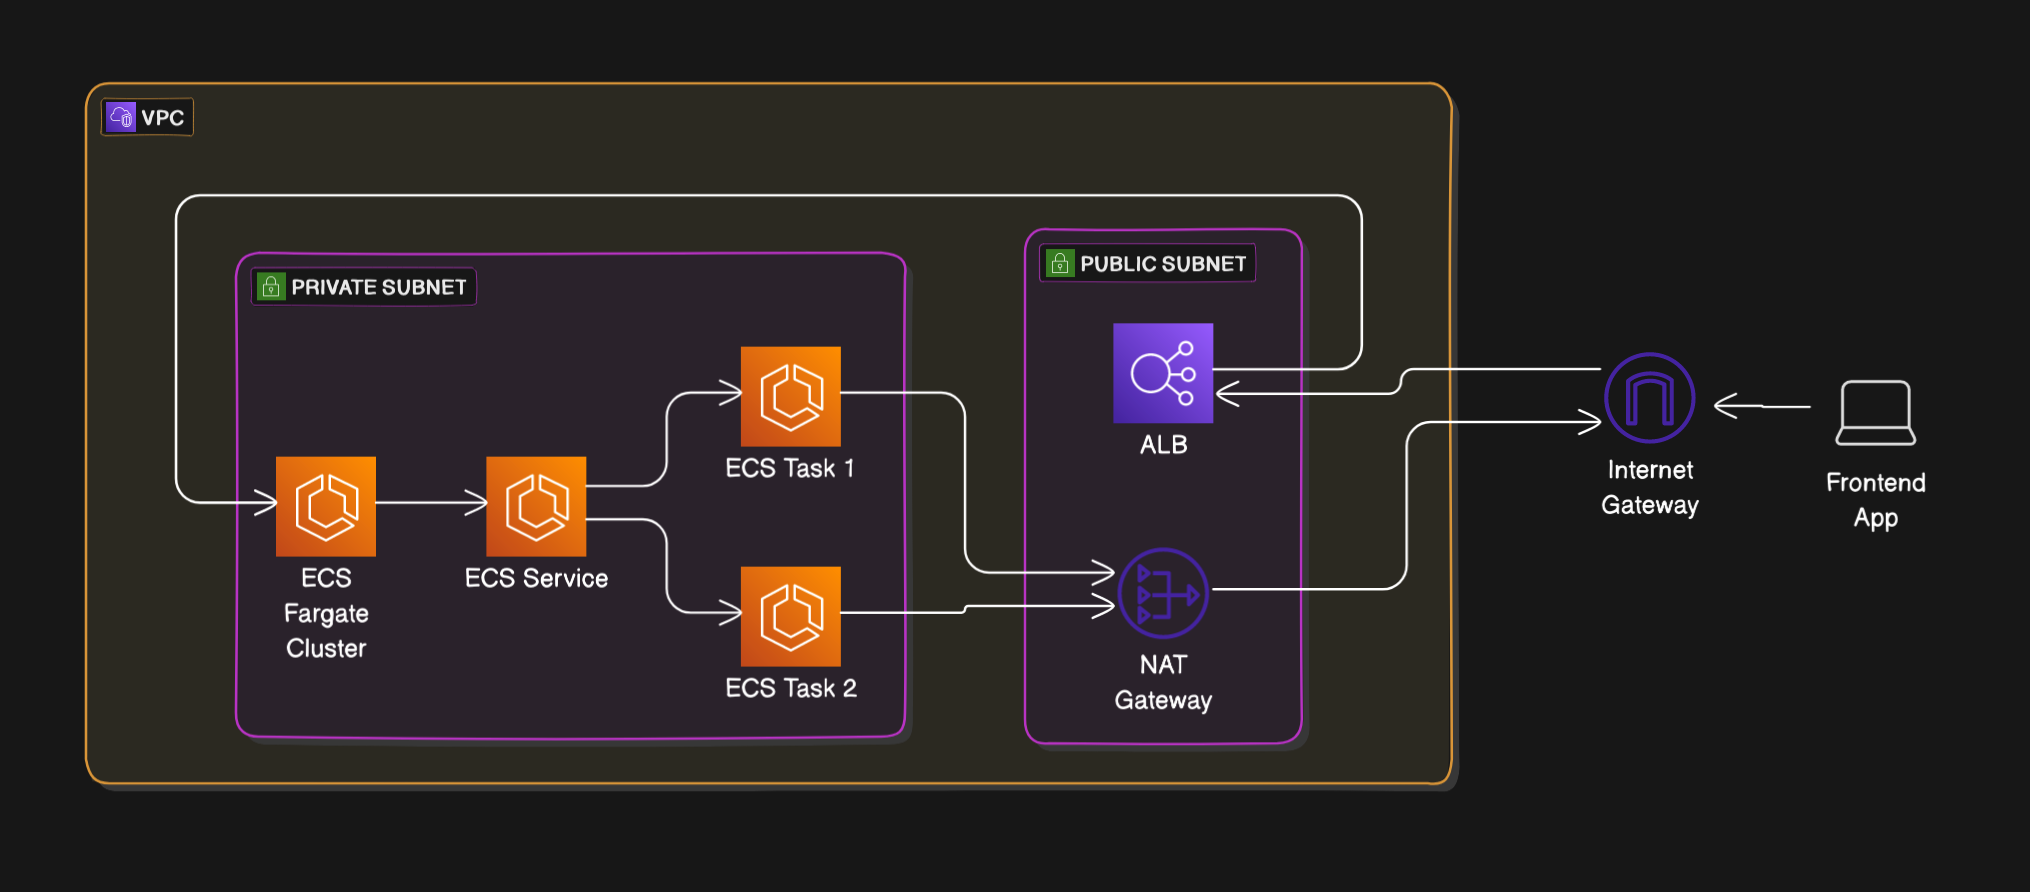 VPC
PRIVATE SUBNET
PUBLIC SUBNET
ECS
Fargate
Cluster
ECS Service
ECS Task 1
ECS Task 2
ALB
NAT
Gateway
Internet
Gateway
Frontend
App